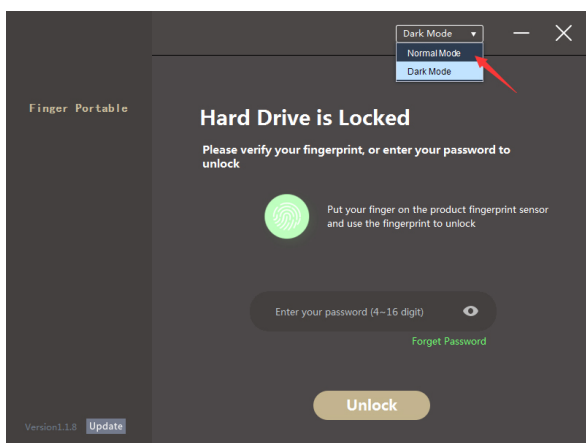 Dark Mode
Normal Mode
Dark Mode
Finger Portable
Hard Drive is Locked
Please verify your fingerprint, or enter your password to
unlock
Put your finger on the product fingerprint sensor
and use the fingerprint to unlock
Enter your password (4~16 digit)
Forget Password
Unlock
Version1.1.8 Update